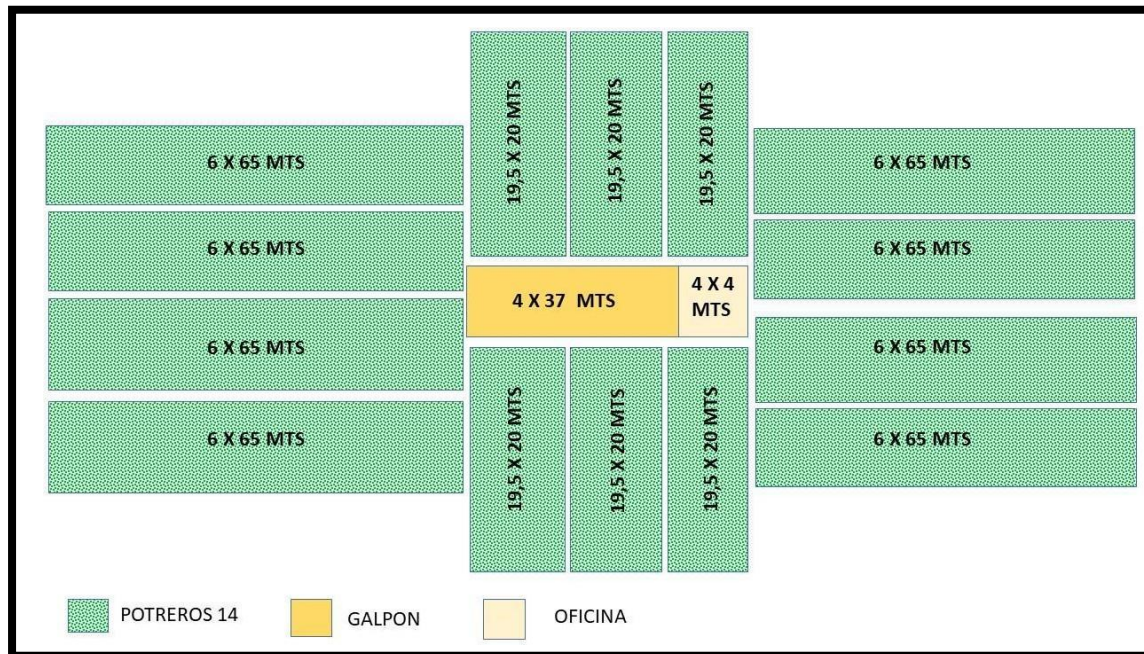 19,5 X 20 MTS
19,5 X 20 MTS
19,5 X 20 MTS
6 X 65 MTS
6 X 65 MTS
6 X 65 MTS
6 X 65 MTS
4 X 37 MTS
4 X 4
MTS
6 X 65 MTS
6 X 65 MTS
6 X 65 MTS
6 X 65 MTS
19,5 X 20 MTS
19,5 X 20 MTS
19,5 X 20 MTS
POTREROS 14
GALPON
OFICINA